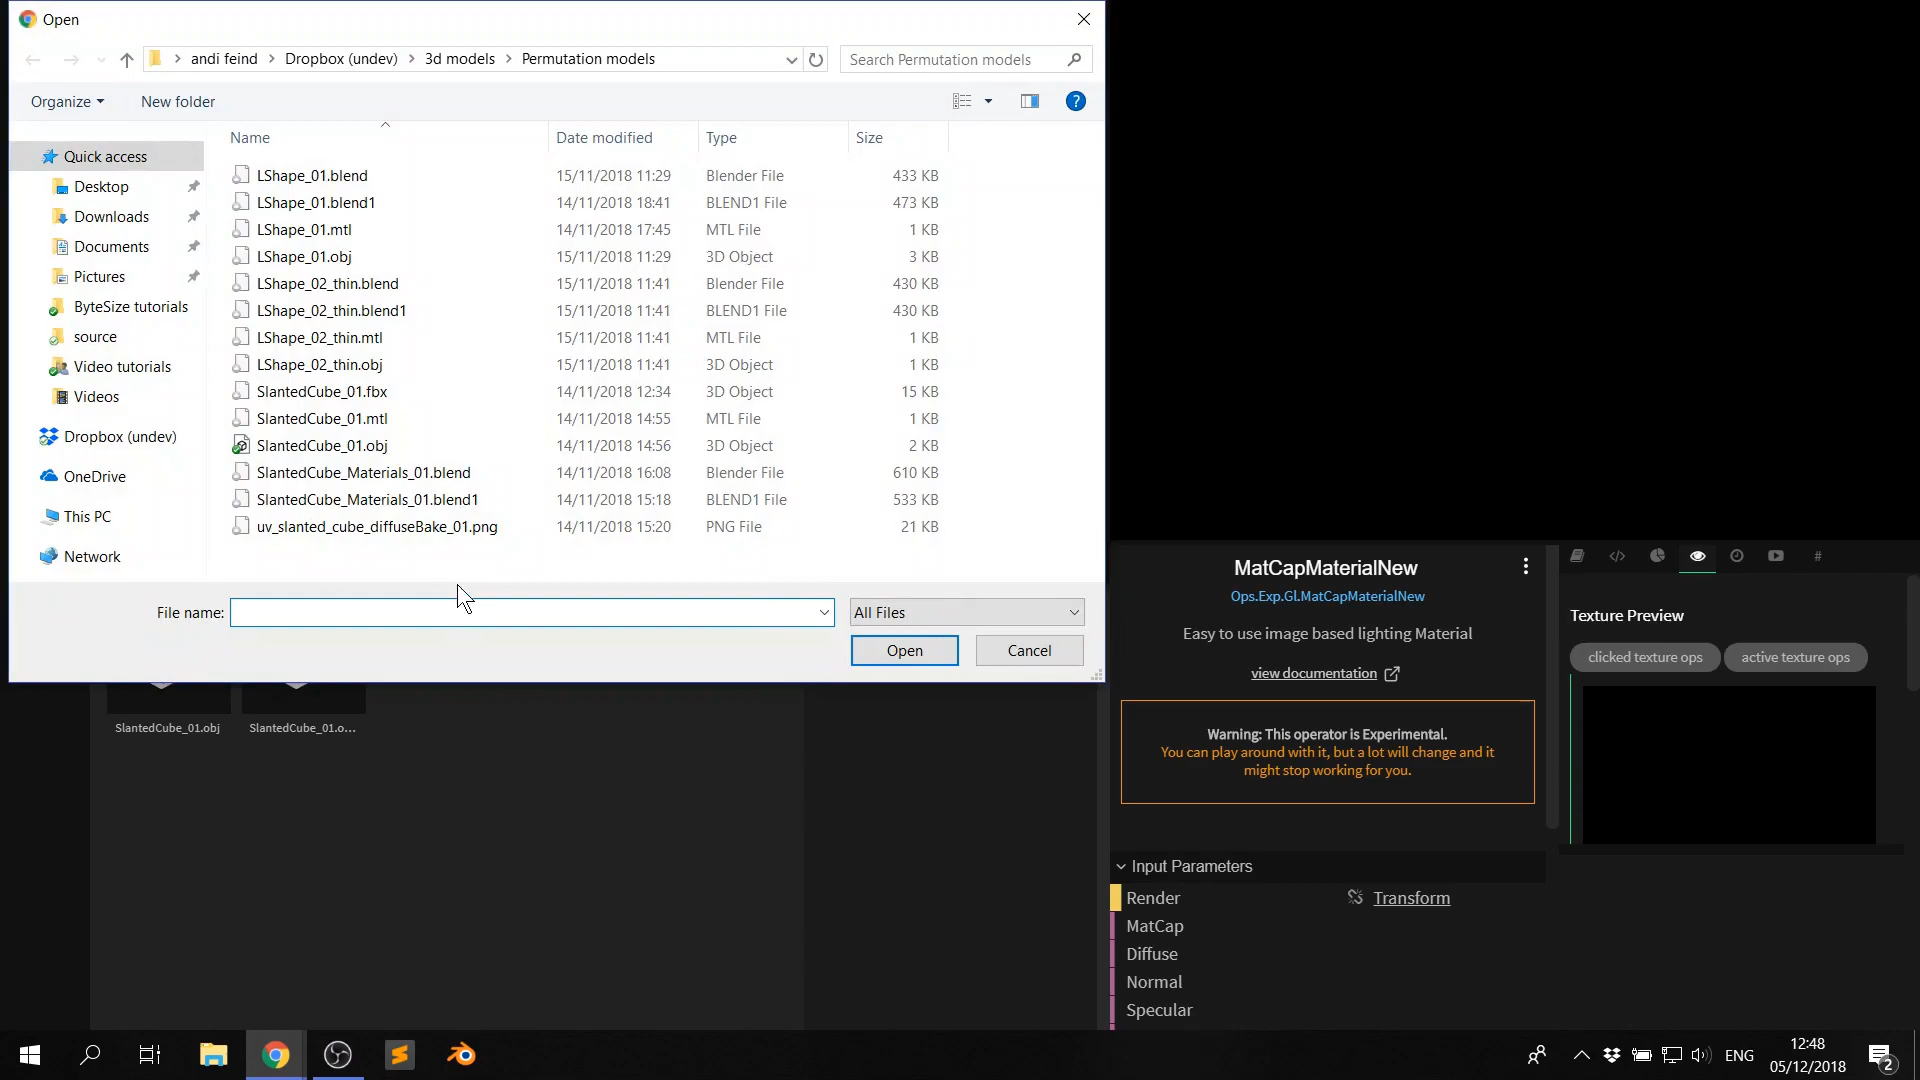 Open
andi feind > Dropbox (undev) > 3d models > Permutation models
Search Permutation models
Organize
New folder
Name
Date modified
Type
Size
Quick access
Desktop
Downloads
Documents
Pictures
ByteSize tutorials
source
Video tutorials
Videos
Dropbox (undev)
OneDrive
This PC
Network
LShape_01.blend 15/11/2018 11:29 Blender File 433 KB
LShape_01.blend1 14/11/2018 18:41 BLEND1 File 473 KB
LShape_01.mtl 14/11/2018 17:45 MTL File 1 KB
LShape_01.obj 15/11/2018 11:29 3D Object 3 KB
LShape_02_thin.blend 15/11/2018 11:41 Blender File 430 KB
LShape_02_thin.blend1 15/11/2018 11:41 BLEND1 File 430 KB
LShape_02_thin.mtl 15/11/2018 11:41 MTL File 1 KB
LShape_02_thin.obj 15/11/2018 11:41 3D Object 1 KB
SlantedCube_01.fbx 14/11/2018 12:34 3D Object 15 KB
SlantedCube_01.mtl 14/11/2018 14:55 MTL File 1 KB
SlantedCube_01.obj 14/11/2018 14:56 3D Object 2 KB
SlantedCube_Materials_01.blend 14/11/2018 16:08 Blender File 610 KB
SlantedCube_Materials_01.blend1 14/11/2018 15:18 BLEND1 File 533 KB
uv_slanted_cube_diffuseBake_01.png 14/11/2018 15:20 PNG File 21 KB
File name:
All Files
Open
Cancel
SlantedCube_01.obj
SlantedCube_01.o...
MatCapMaterialNew
Ops.Exp.Gl.MatCapMaterialNew
Easy to use image based lighting Material
view documentation
Warning: This operator is Experimental.
You can play around with it, but a lot will change and it
might stop working for you.
Input Parameters
Render
Transform
MatCap
Diffuse
Normal
Specular
</> #
Texture Preview
clicked texture ops
active texture ops
ENG
12:48
05/12/2018
2